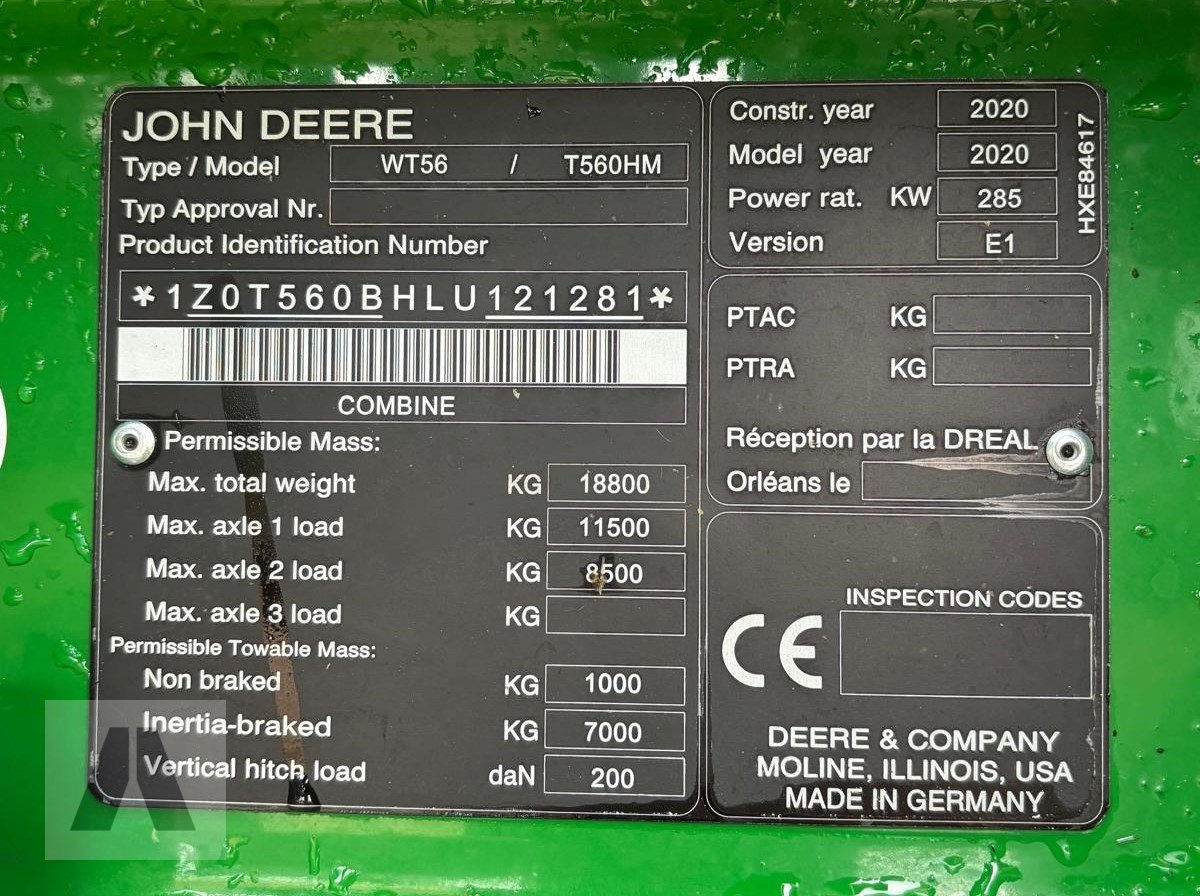 JOHN DEERE
Type / Model WT56 / T560HM
Typ Approval Nr.
Product Identification Number
*1Z0T560BHLU121281*
COMBINE
Permissible Mass:
Max. total weight KG 18800
Max. axle 1 load KG 11500
Max. axle 2 load KG 8500
Max. axle 3 load KG
Permissible Towable Mass:
Non braked KG 1000
Inertia-braked KG 7000
Vertical hitch load daN 200
Constr. year 2020
Model year 2020
Power rat. KW 285
Version E1
HXE84617
PTAC KG
PTRA KG
Réception par la DREAL
Orléans le
INSPECTION CODES
CE
DEERE & COMPANY
MOLINE, ILLINOIS, USA
MADE IN GERMANY